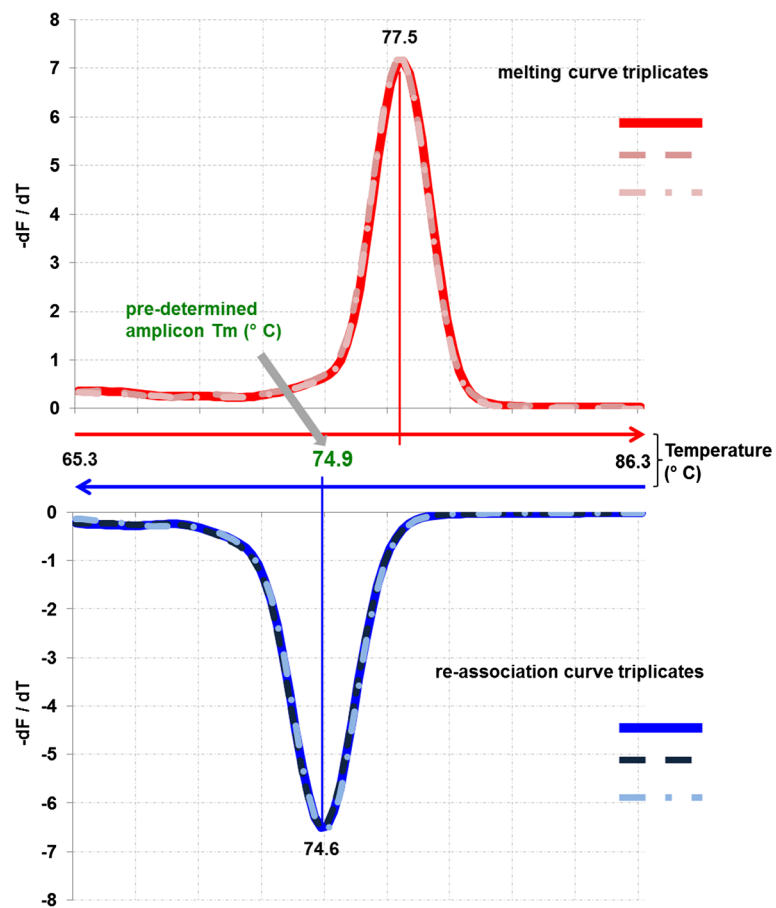 8
77.5
7
melting curve triplicates
6
5
4
-dF / dT
3
pre-determined
amplicon Tm (° C)
2
1
0
65.3
74.9
86.3
Temperature
(° C)
0
-1
-2
-3
re-association curve triplicates
-4
-dF / dT
-5
-6
74.6
-7
-8